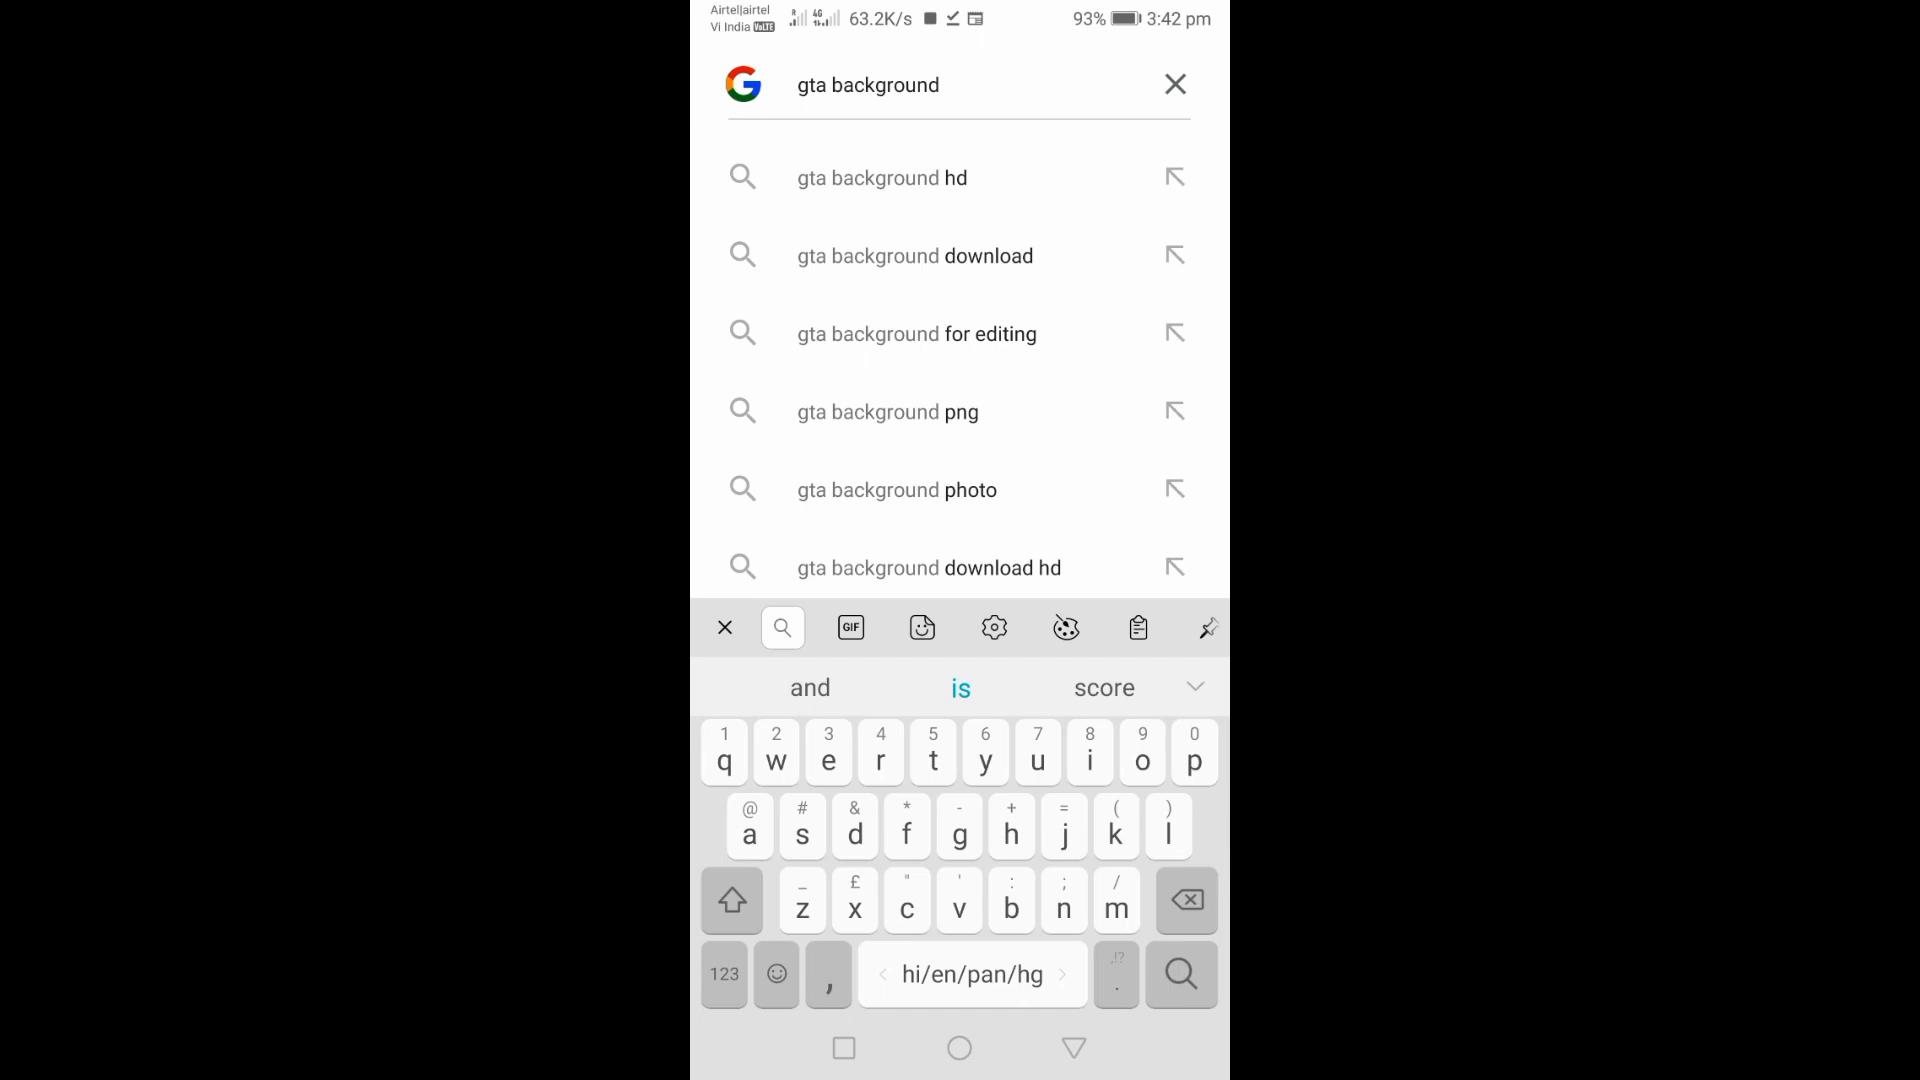 Airtel|airtel
Vi India VoLTE
R 4G 63.2K/s 93% 3:42 pm
gta background
gta background hd
gta background download
gta background for editing
gta background png
gta background photo
gta background download hd
GIF
and is score
1 2 3 4 5 6 7 8 9 0
q w e r t y u i o p
@ # & * - + = ( )
a s d f g h j k l
_ £ " ' : ; /
z x c v b n m
123 , < hi/en/pan/hg > ,!? .